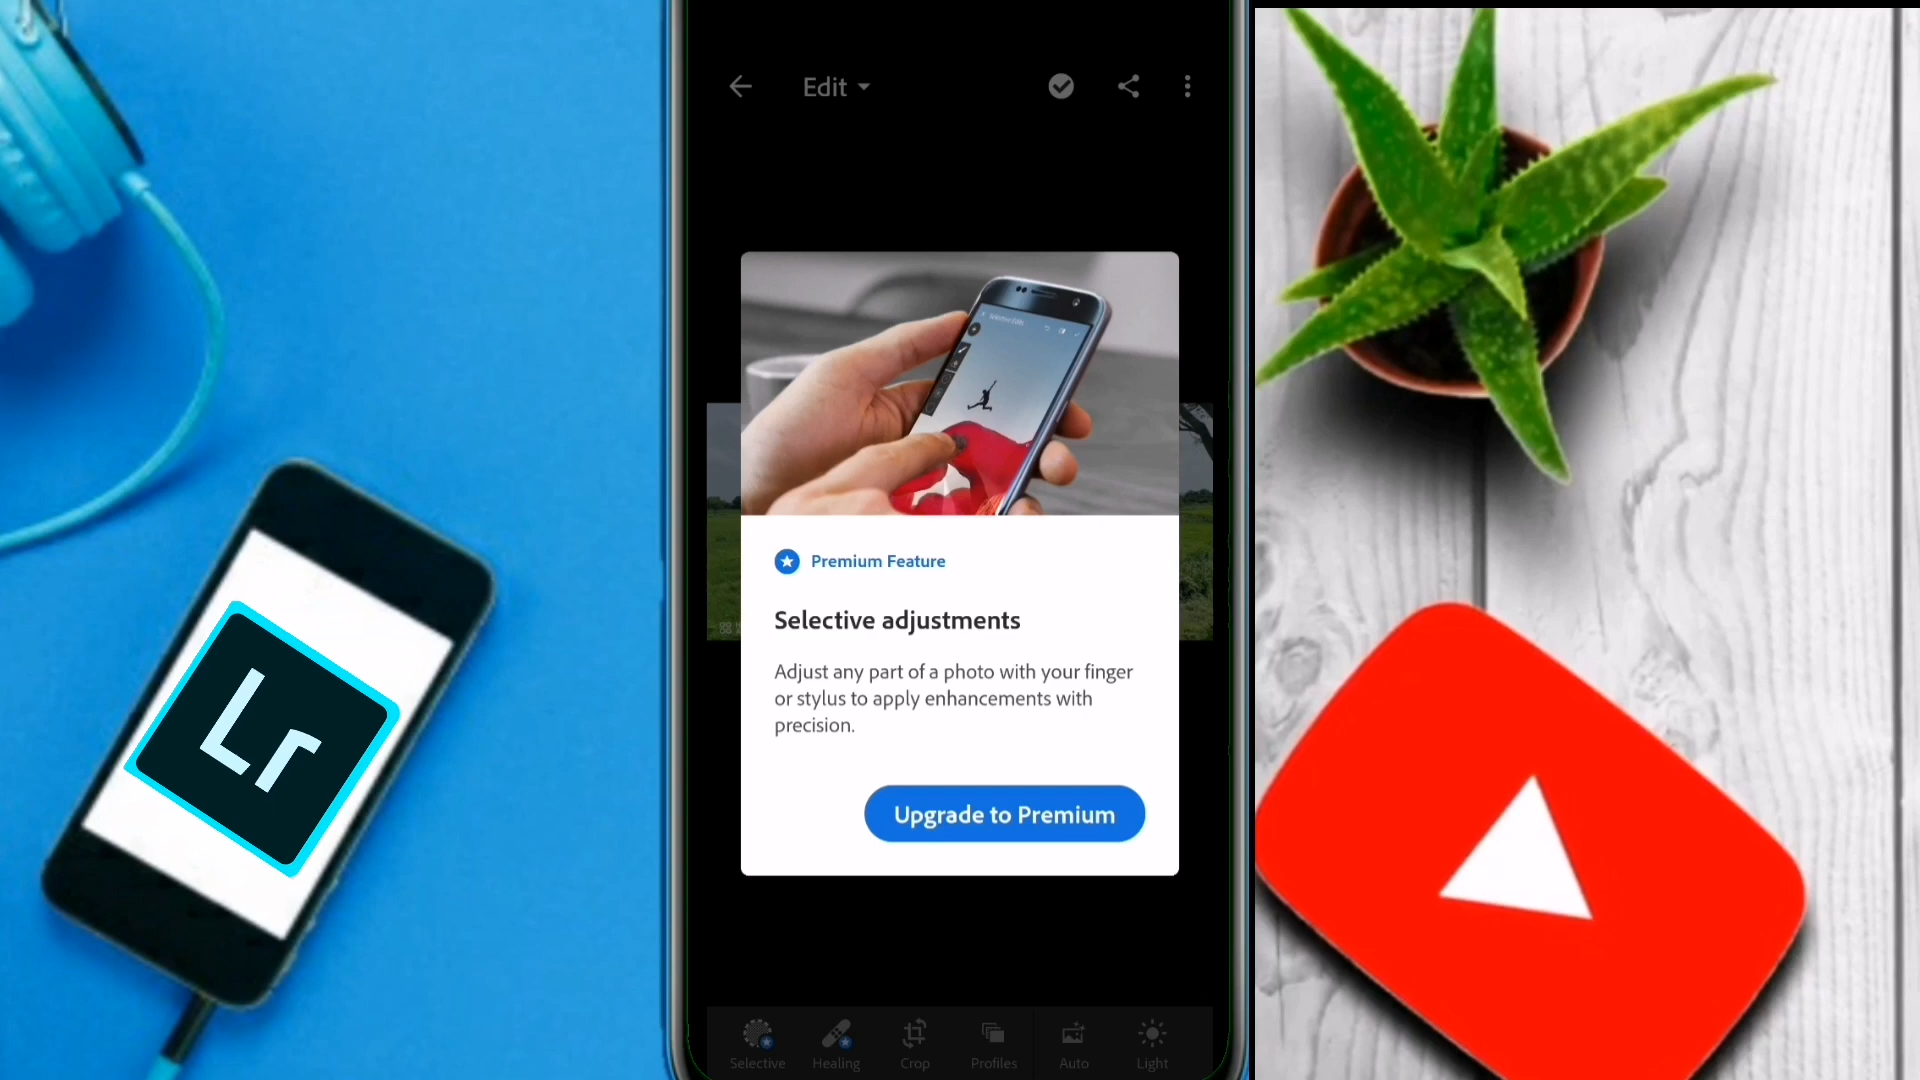 Edit
Lr
Premium Feature
Selective adjustments
Adjust any part of a photo with your finger
or stylus to apply enhancements with
precision.
Upgrade to Premium
Selective
Healing
Crop
Profiles
Auto
Light